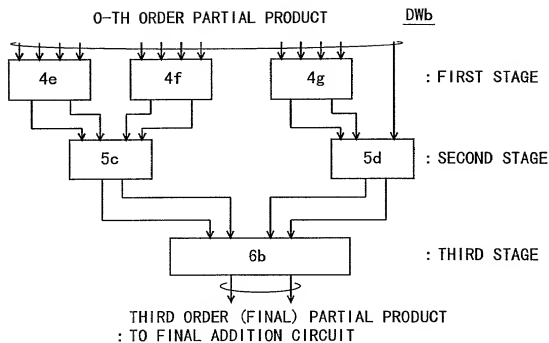 0-TH ORDER PARTIAL PRODUCT DWb
4e 4f 4g : FIRST STAGE
5c 5d : SECOND STAGE
6b : THIRD STAGE
THIRD ORDER (FINAL) PARTIAL PRODUCT
: TO FINAL ADDITION CIRCUIT